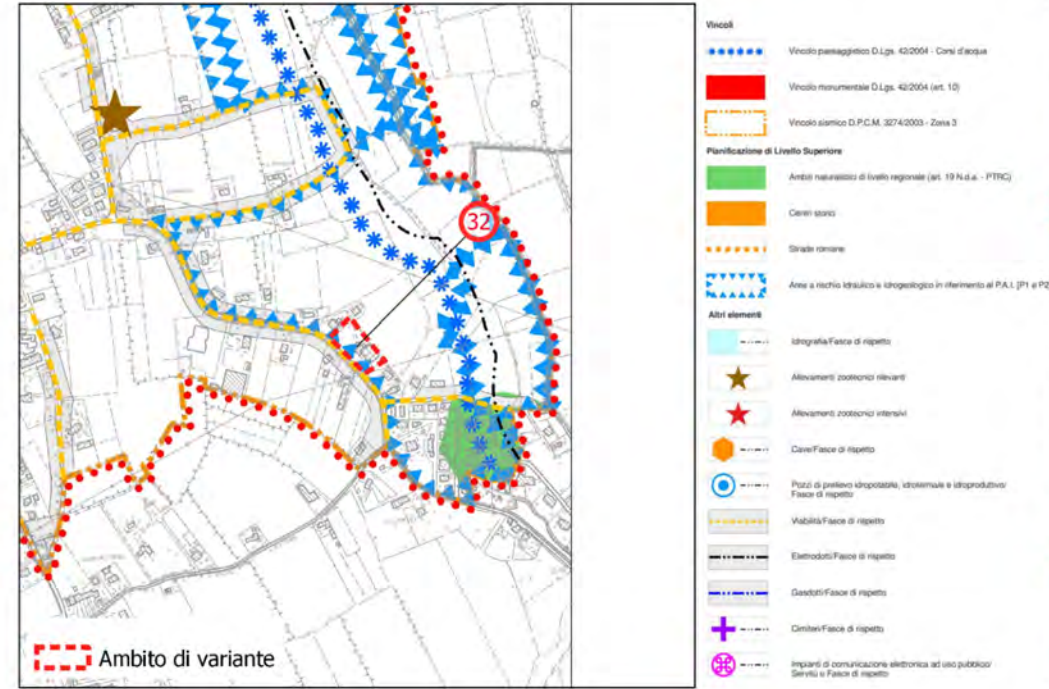 32
Ambito di variante
Vincoli
Vincolo paesaggistico D.Lgs. 42/2004 - Corsi d'acqua
Vincolo monumentale D.Lgs. 42/2004 (art. 10)
Vincolo sismico D.P.C.M. 3274/2003 - Zona 3
Pianificazione di Livello Superiore
Ambiti naturalistici di livello regionale (art. 19 N.d.a. - PTRC)
Centri storici
Strade romane
Aree a rischio Idraulico e Idrogeologico in riferimento al P.A.I. [P1 e P2]
Altri elementi
Idrografia/Fasce di rispetto
Allevamenti zootecnici rilevanti
Allevamenti zootecnici intensivi
Cave/Fasce di rispetto
Pozzi di prelievo idropotabile, idrotermale e idroproduttivo/
Fasce di rispetto
Viabilità/Fasce di rispetto
Elettrodotti/Fasce di rispetto
Gasdotti/Fasce di rispetto
Cimiteri/Fasce di rispetto
Impianti di comunicazione elettronica ad uso pubblico/
Servitù o Fasce di rispetto